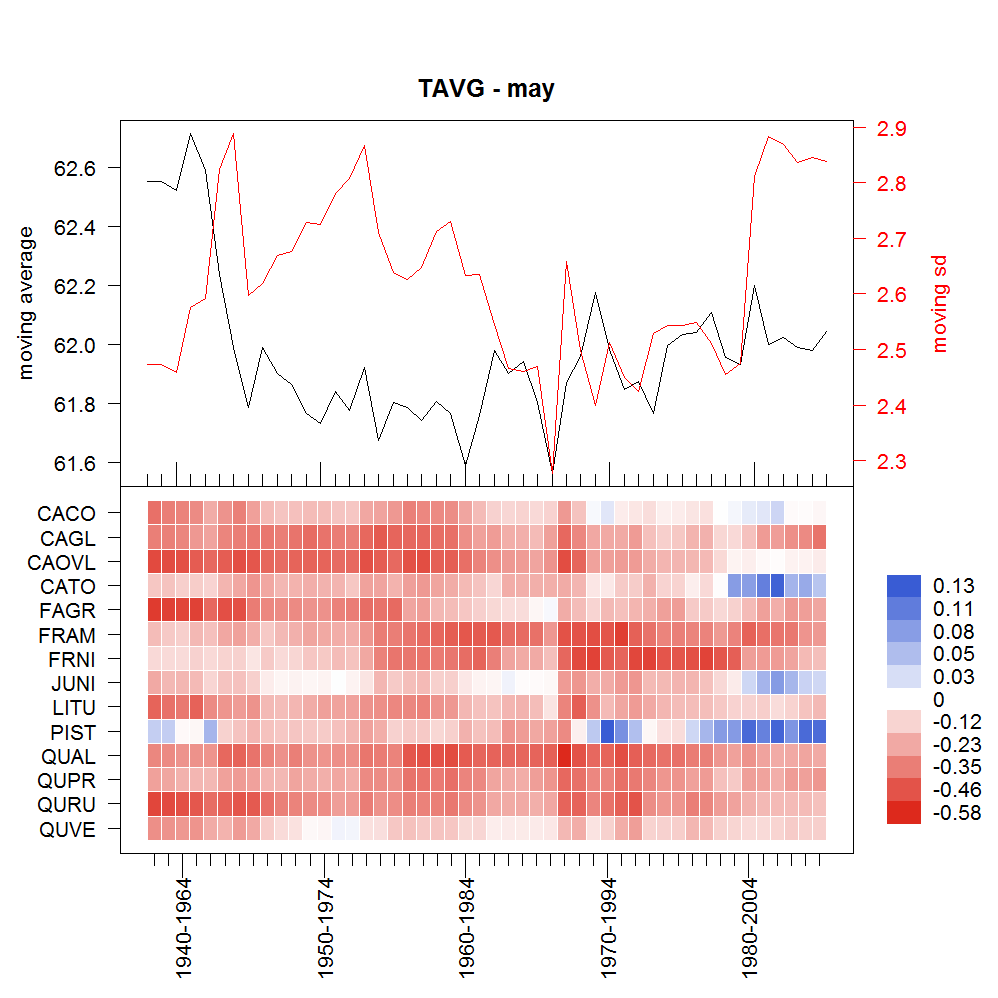 TAVG - may
moving average
62.6
62.4
62.2
62.0
61.8
61.6
2.9
2.8
2.7
2.6
2.5
2.4
2.3
moving sd
CACO
CAGL
CAOVL
CATO
FAGR
FRAM
FRNI
JUNI
LITU
PIST
QUAL
QUPR
QURU
QUVE
0.13
0.11
0.08
0.05
0.03
0
-0.12
-0.23
-0.35
-0.46
-0.58
1940-1964
1950-1974
1960-1984
1970-1994
1980-2004